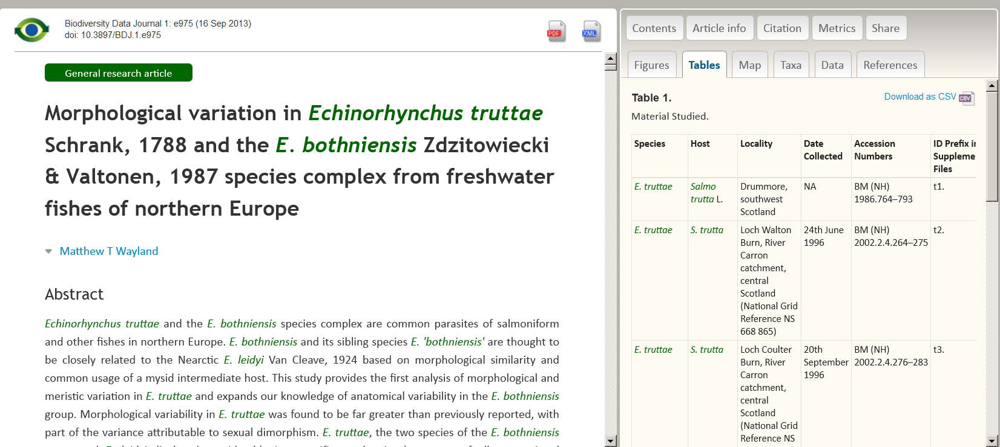 Biodiversity Data Journal 1: e975 (16 Sep 2013)
doi: 10.3897/BDJ.1.e975
PDF
XML
General research article
Morphological variation in Echinorhynchus truttae
Schrank, 1788 and the E. bothniensis Zdzitowiecki
& Valtonen, 1987 species complex from freshwater
fishes of northern Europe
Matthew T Wayland
Abstract
Echinorhynchus truttae and the E. bothniensis species complex are common parasites of salmoniform
and other fishes in northern Europe. E. bothniensis and its sibling species E. 'bothniensis' are thought to
be closely related to the Nearctic E. leidyi Van Cleave, 1924 based on morphological similarity and
common usage of a mysid intermediate host. This study provides the first analysis of morphological and
meristic variation in E. truttae and expands our knowledge of anatomical variability in the E. bothniensis
group. Morphological variability in E. truttae was found to be far greater than previously reported, with
part of the variance attributable to sexual dimorphism. E. truttae, the two species of the E. bothniensis
Contents Article info Citation Metrics Share
Figures Tables Map Taxa Data References
Table 1.
Download as CSV
CSV
Material Studied.
Species Host Locality Date Accession ID Prefix in
Collected Numbers Suppleme
Files
E. truttae Salmo Drummore, NA BM (NH) t1.
trutta L. southwest 1986.764–793
Scotland
E. truttae S. trutta Loch Walton 24th June BM (NH) t2.
Burn, River 1996 2002.2.4.264–275
Carron
catchment,
central
Scotland
(National Grid
Reference NS
668 865)
E. truttae S. trutta Loch Coulter 20th BM (NH) t3.
Burn, River September 2002.2.4.276–283
Carron 1996
catchment,
central
Scotland
(National Grid
Reference NS